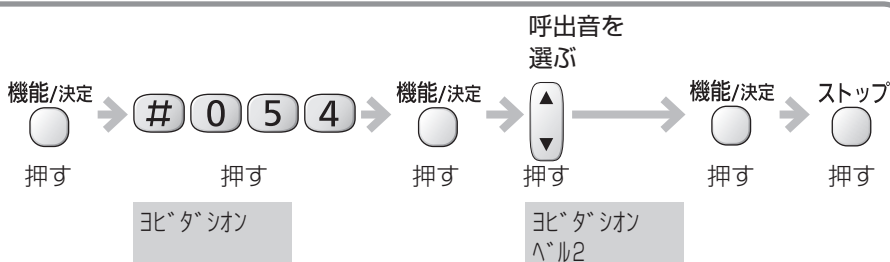 呼出音を
選ぶ
機能/決定 #054 機能/決定 ▲▼ 機能/決定 ストップ
押す 押す 押す 押す 押す 押す
ﾖﾋﾞﾀﾞｼｵﾝ ﾖﾋﾞﾀﾞｼｵﾝ
ﾍﾞﾙ2